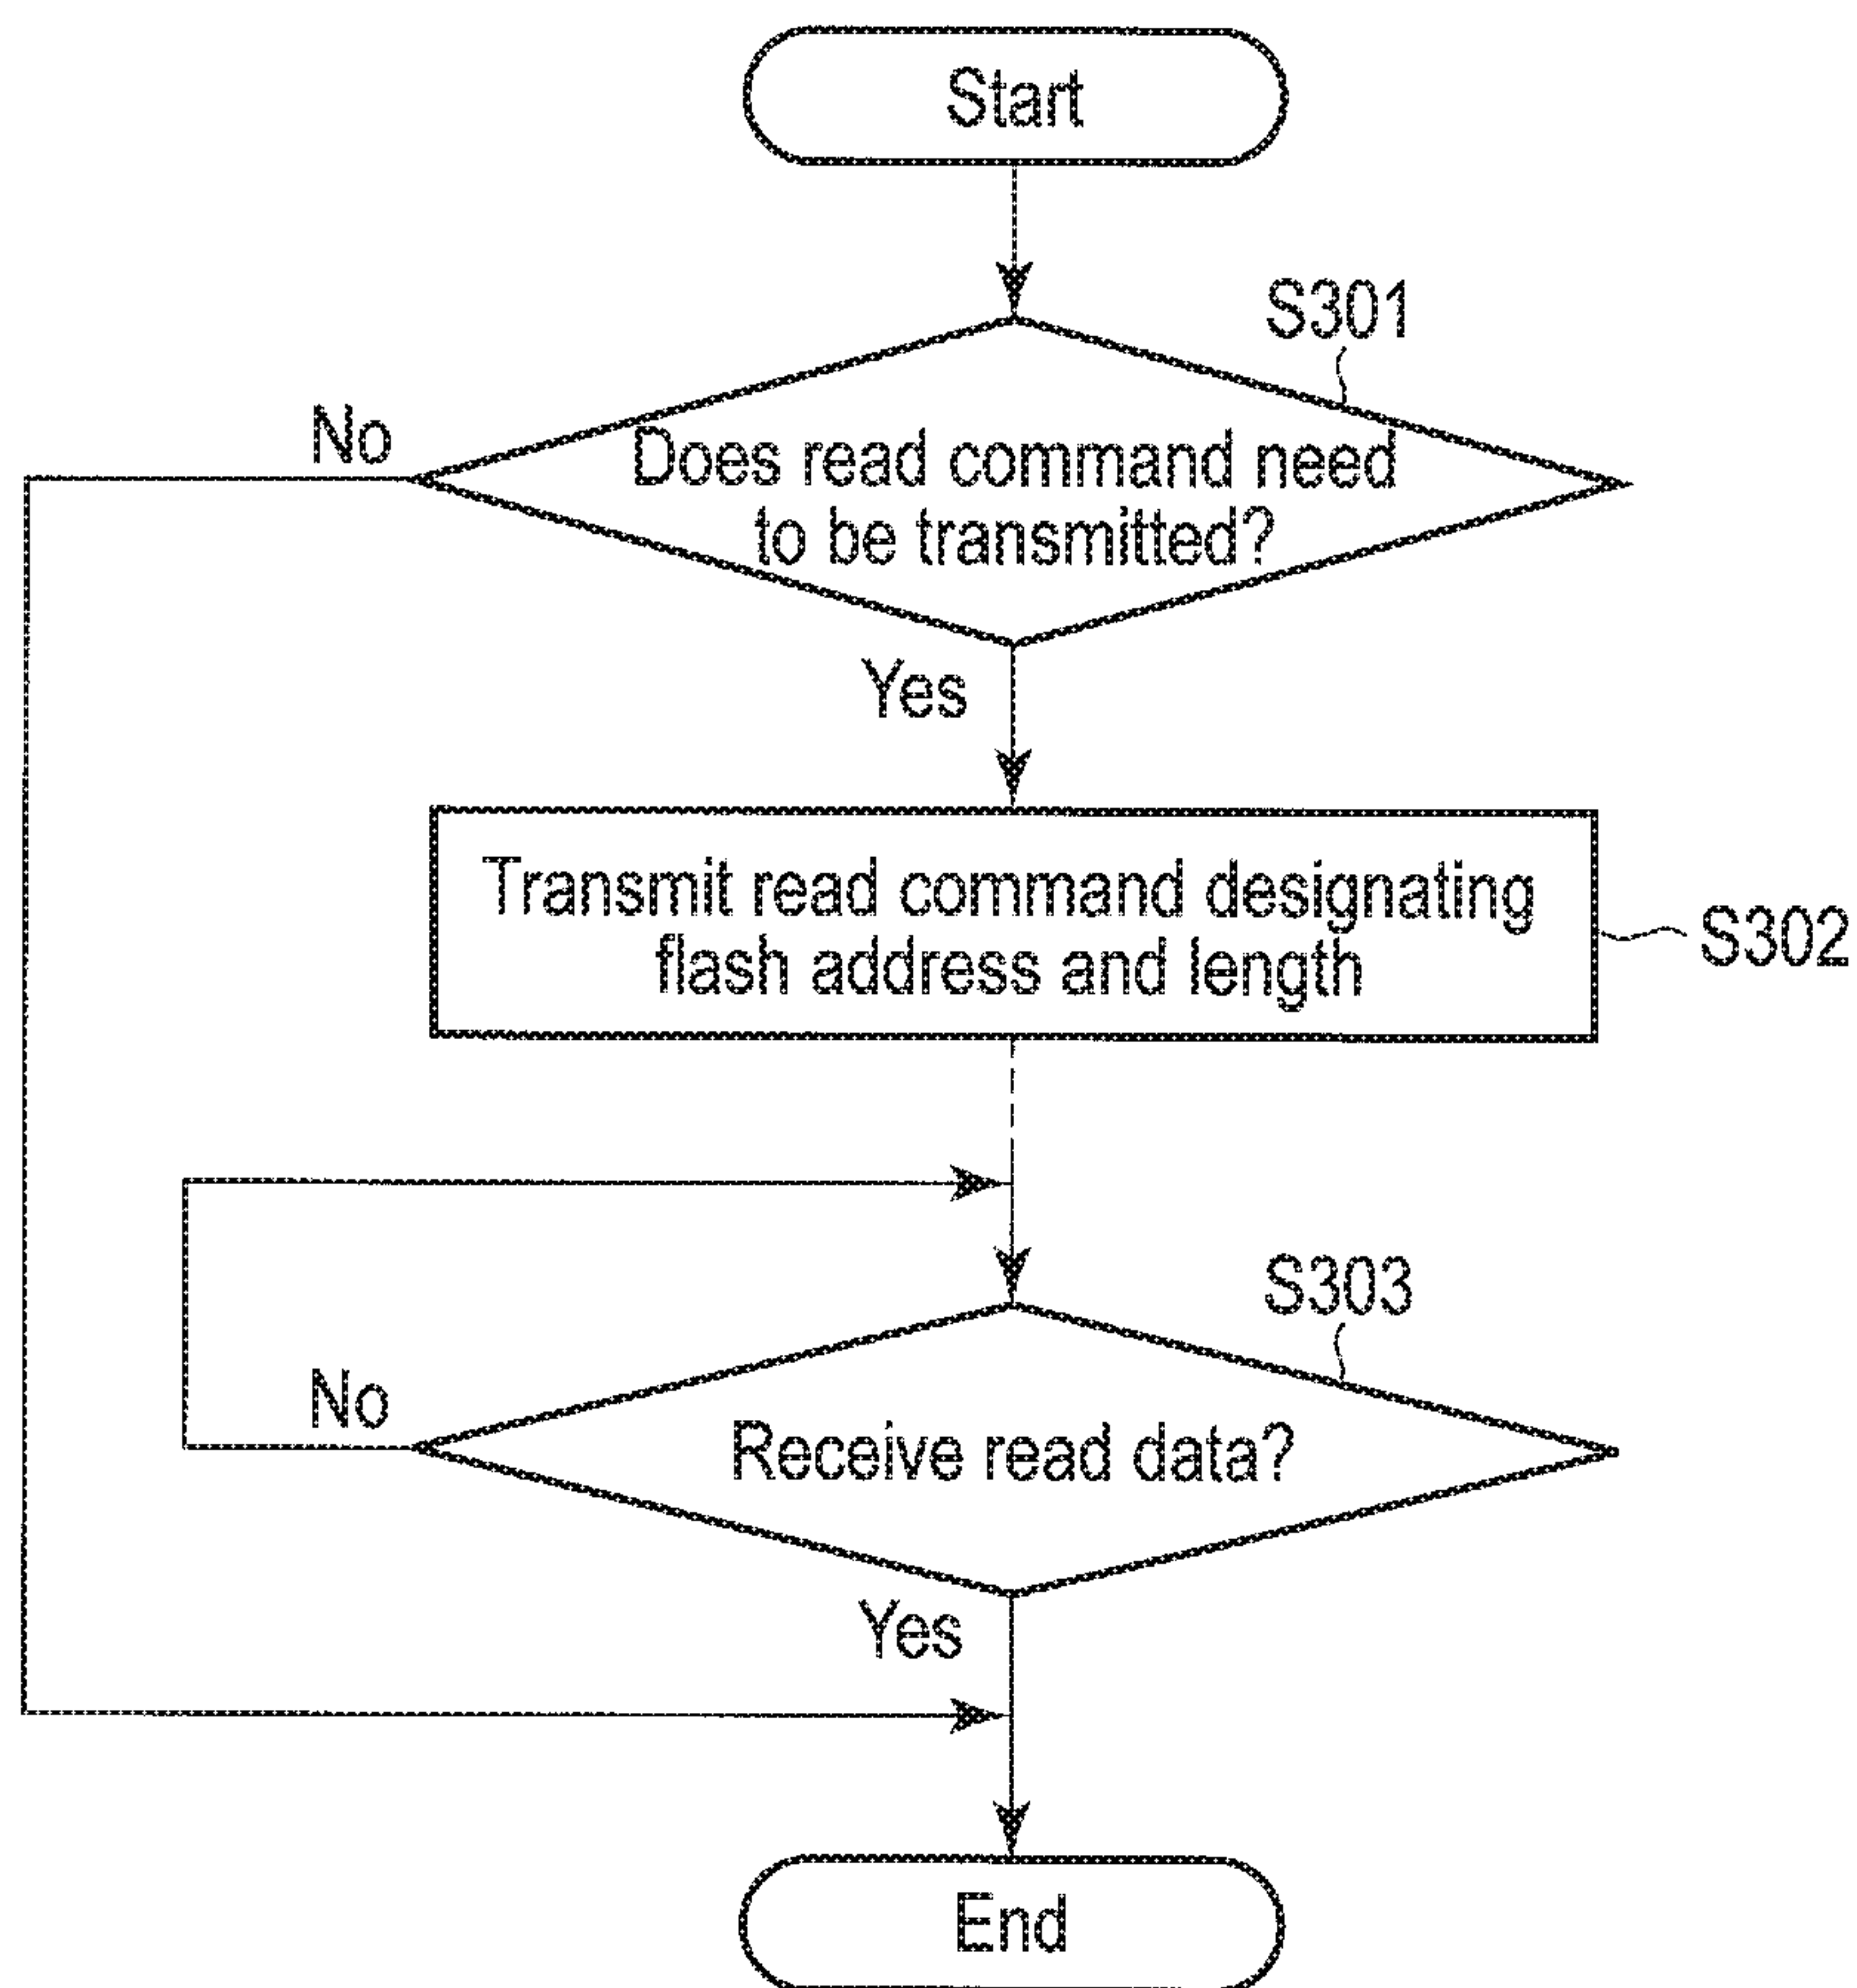 Start
S301
No
Does read command need
to be transmitted?
Yes
Transmit read command designating
flash address and length
S302
S303
No
Receive read data?
Yes
End